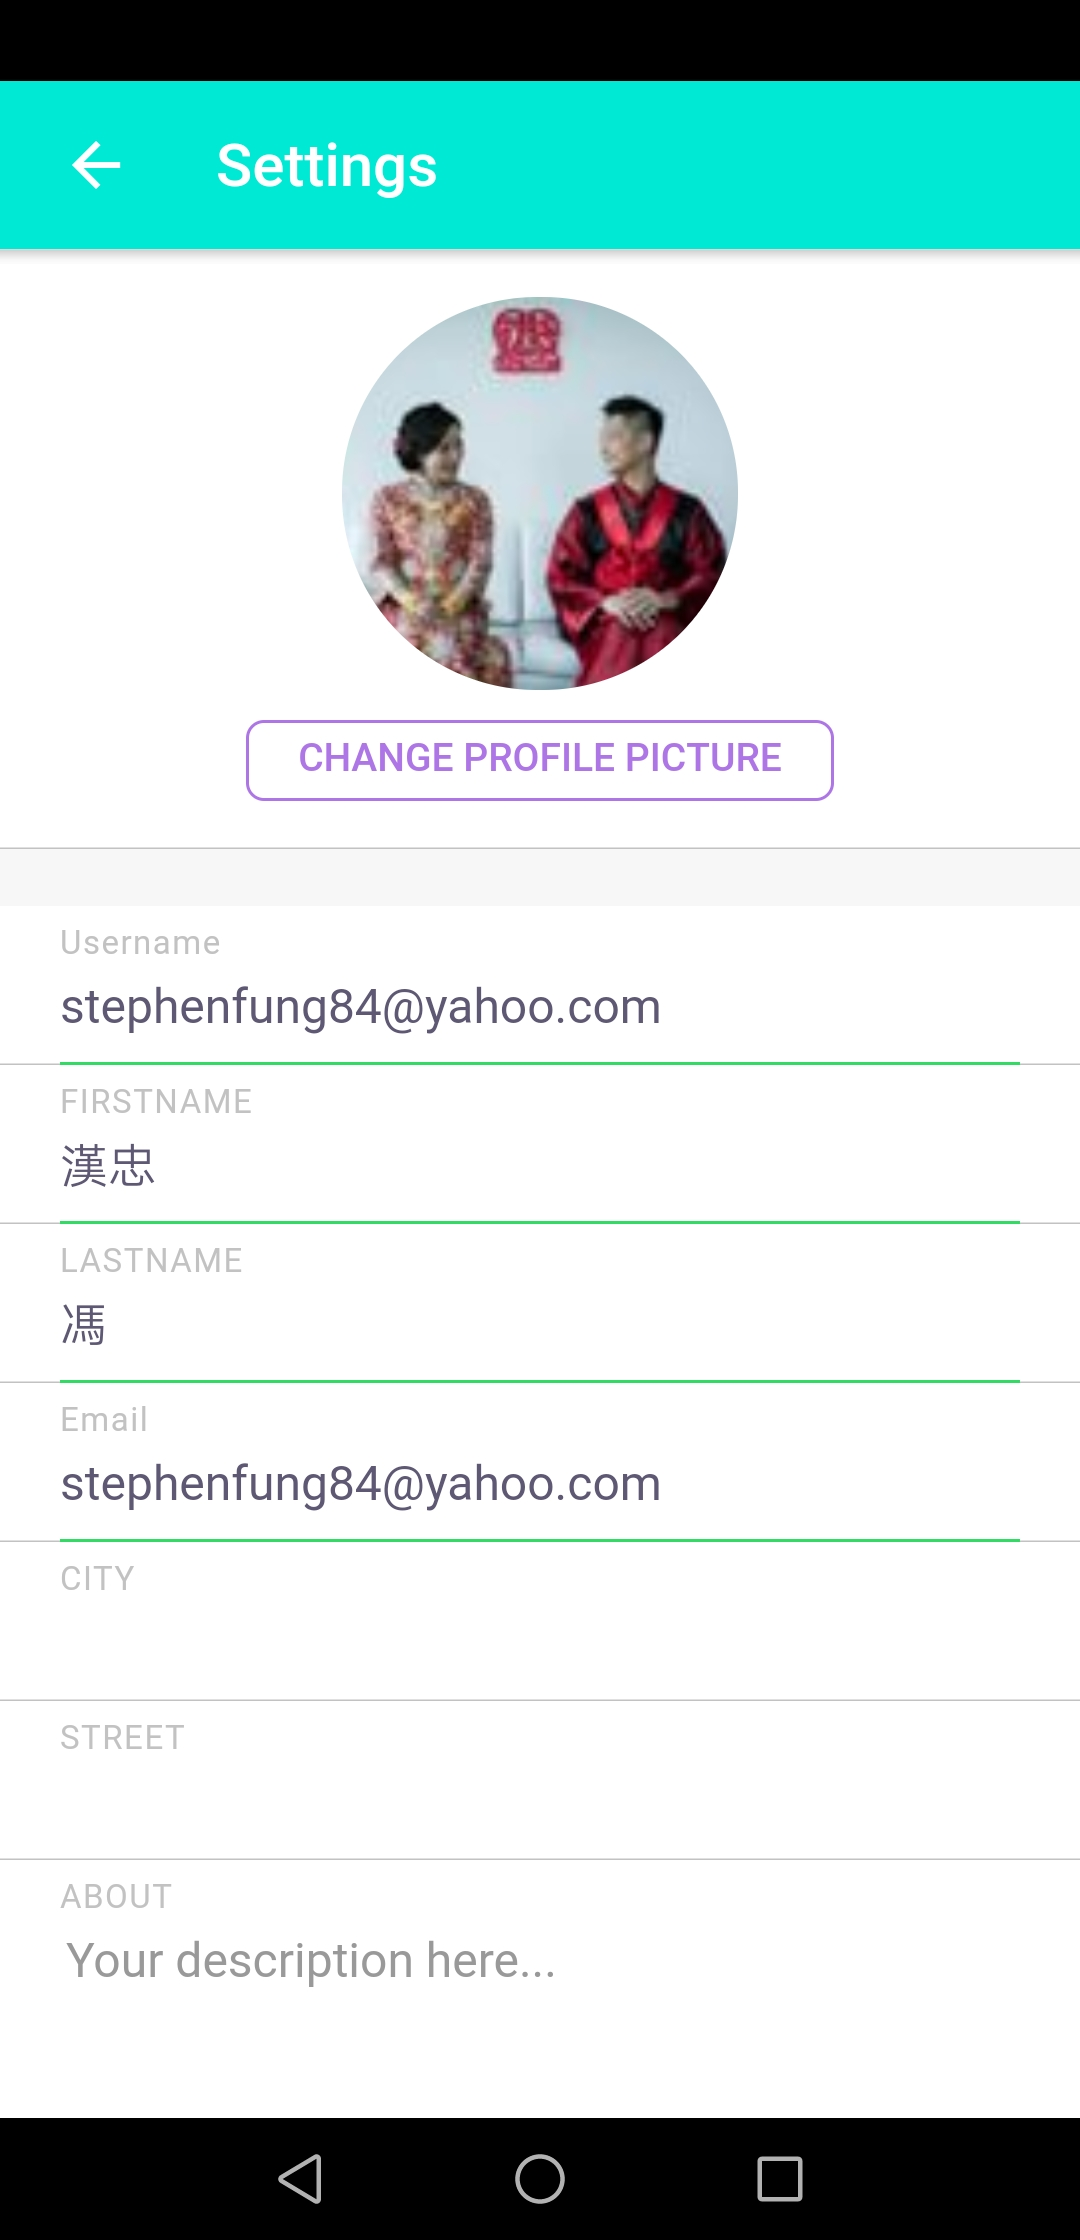 Settings
CHANGE PROFILE PICTURE
Username
stephenfung84@yahoo.com
FIRSTNAME
漢忠
LASTNAME
馮
Email
stephenfung84@yahoo.com
CITY
STREET
ABOUT
Your description here...